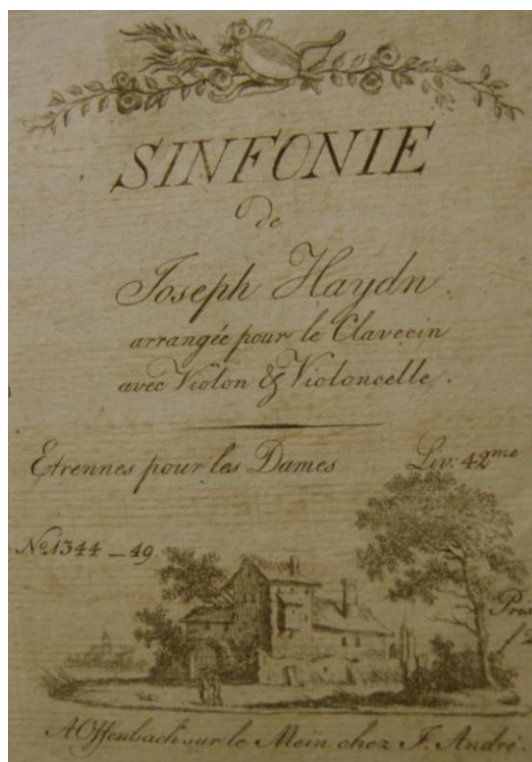 SINFONIE
de
Joseph Haydn.
arrangée pour le Clavecin
avec Violon & Violoncelle.
Etrennes pour les Dames Liv: 42me
No. 1344 - 49.
A Offenbach sur le Mein chez J. André.